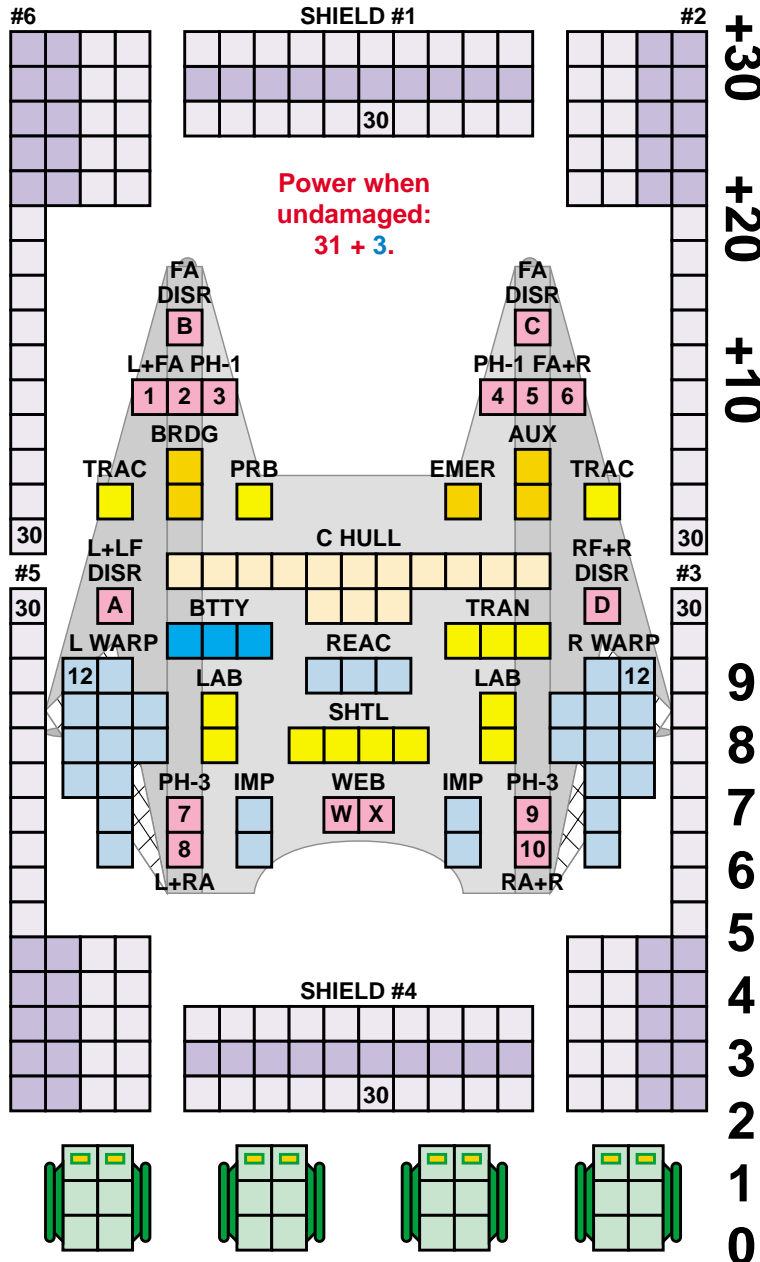 #6 SHIELD #1 #2
+30
30
+20
Power when
undamaged:
31 + 3.
FA FA
DISR DISR
B C
+10
L+FA PH-1 PH-1 FA+R
1 2 3 4 5 6
BRDG AUX
TRAC PRB EMER TRAC
30 C HULL 30
L+LF RF+R
#5 DISR DISR #3
30 A BTTY TRAN D 30
L WARP REAC R WARP
12 12
9
LAB LAB
SHTL
8
PH-3 IMP WEB IMP PH-3
7 W X 9
7
8 10
L+RA RA+R
6
5
SHIELD #4
4
3
30
2
1
0